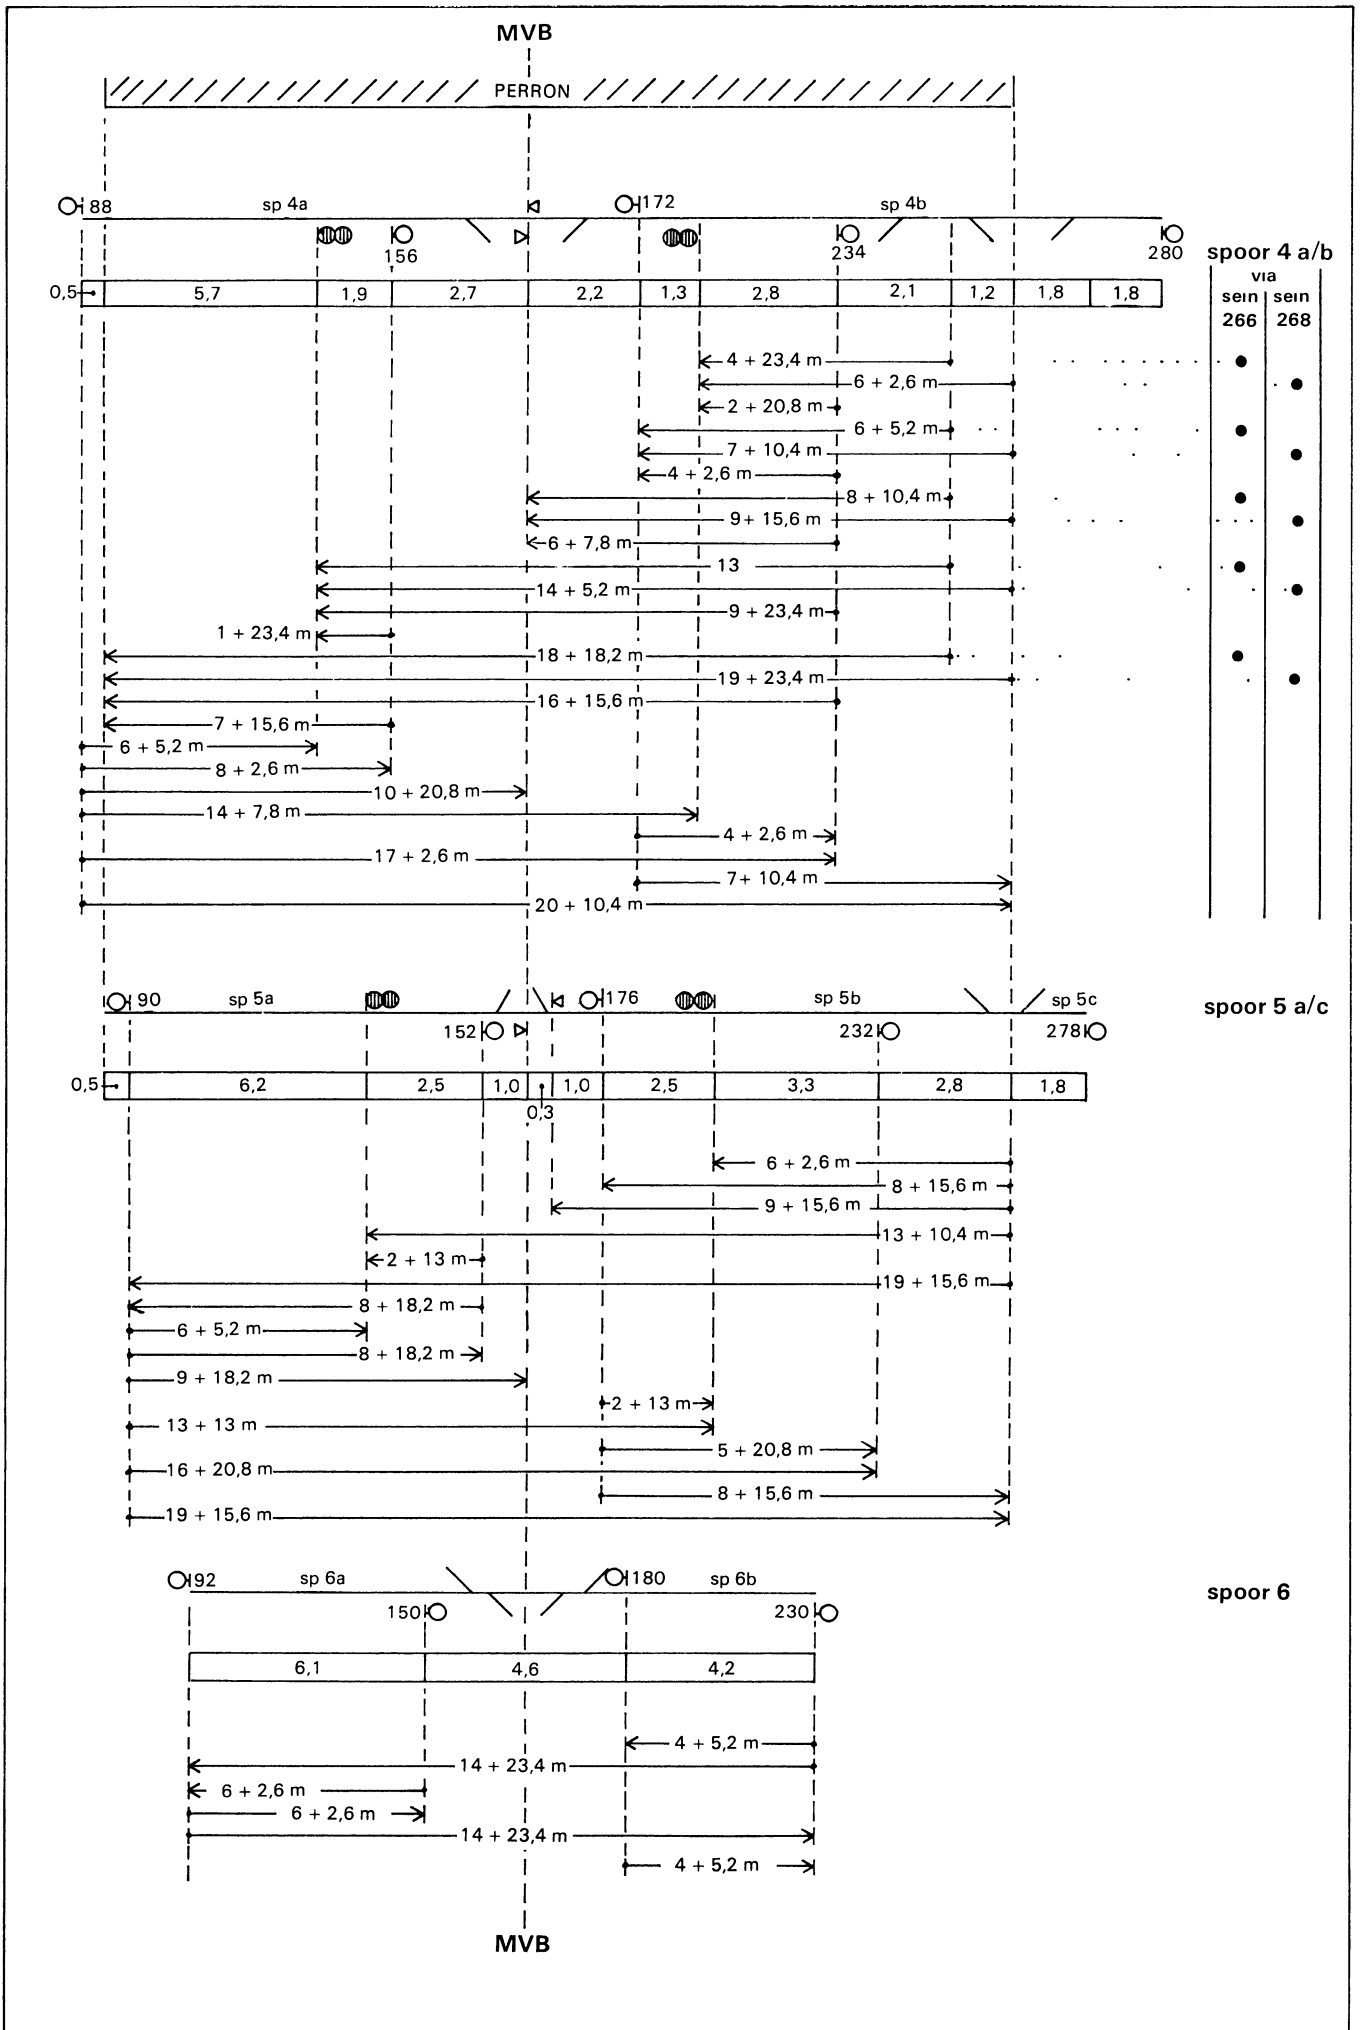 MVB
PERRON
88 sp 4a 172 sp 4b
156 234 280 spoor 4 a/b
via
0,5 5,7 1,9 2,7 2,2 1,3 2,8 2,1 1,2 1,8 1,8 sein sein
266 268
4 + 23,4 m
6 + 2,6 m
2 + 20,8 m
6 + 5,2 m
7 + 10,4 m
4 + 2,6 m
8 + 10,4 m
9 + 15,6 m
6 + 7,8 m
13
14 + 5,2 m
9 + 23,4 m
1 + 23,4 m
18 + 18,2 m
19 + 23,4 m
16 + 15,6 m
7 + 15,6 m
6 + 5,2 m
8 + 2,6 m
10 + 20,8 m
14 + 7,8 m
4 + 2,6 m
17 + 2,6 m
7 + 10,4 m
20 + 10,4 m
90 sp 5a 176 sp 5b sp 5c spoor 5 a/c
152 232 278
0,5 6,2 2,5 1,0 1,0 2,5 3,3 2,8 1,8
0,3
6 + 2,6 m
8 + 15,6 m
9 + 15,6 m
13 + 10,4 m
2 + 13 m
19 + 15,6 m
8 + 18,2 m
6 + 5,2 m
8 + 18,2 m
9 + 18,2 m
2 + 13 m
13 + 13 m
5 + 20,8 m
16 + 20,8 m
8 + 15,6 m
19 + 15,6 m
92 sp 6a 180 sp 6b spoor 6
150 230
6,1 4,6 4,2
4 + 5,2 m
14 + 23,4 m
6 + 2,6 m
6 + 2,6 m
14 + 23,4 m
4 + 5,2 m
MVB